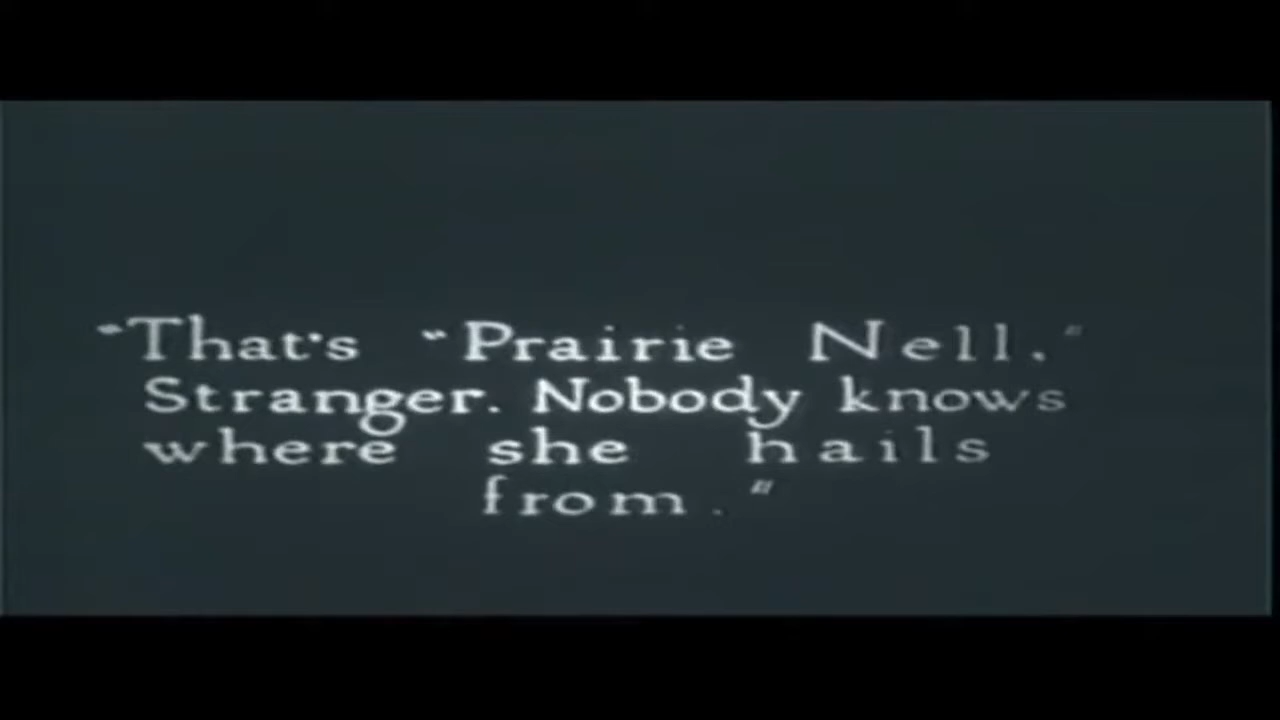 "That's "Prairie Nell,"
Stranger. Nobody knows
where she hails
from."